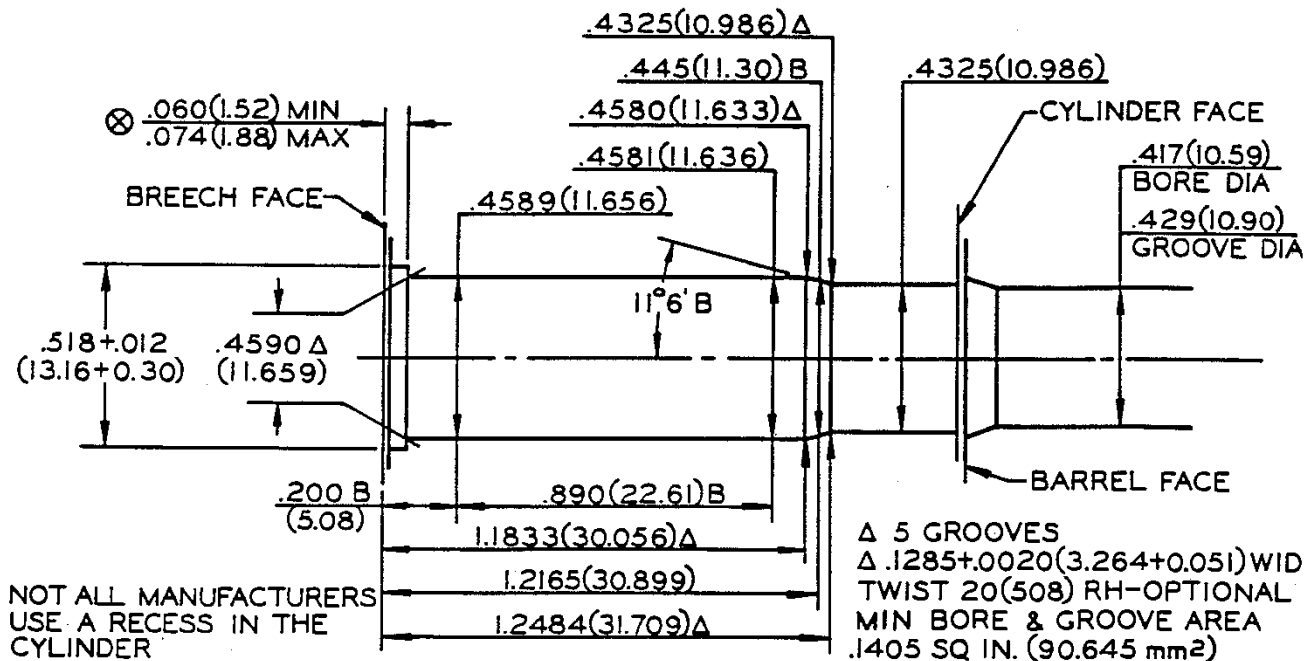 .4325(10.986) Δ
.445(11.30) B
.4325(10.986)
⊗ .060(1.52) MIN
.074(1.88) MAX
.4580(11.633) Δ
CYLINDER FACE
.4581(11.636)
.417(10.59)
BORE DIA
BREECH FACE
.4589(11.656)
.429(10.90)
GROOVE DIA
11°6' B
.518+.012
(13.16+0.30)
.4590 Δ
(11.659)
BARREL FACE
.200 B
(5.08)
.890(22.61)B
1.1833(30.056)Δ
1.2165(30.899)
1.2484(31.709)Δ
NOT ALL MANUFACTURERS
USE A RECESS IN THE
CYLINDER
Δ 5 GROOVES
Δ .1285+.0020(3.264+0.051) WID
TWIST 20(508) RH-OPTIONAL
MIN BORE & GROOVE AREA
.1405 SQ IN. (90.645 mm2)